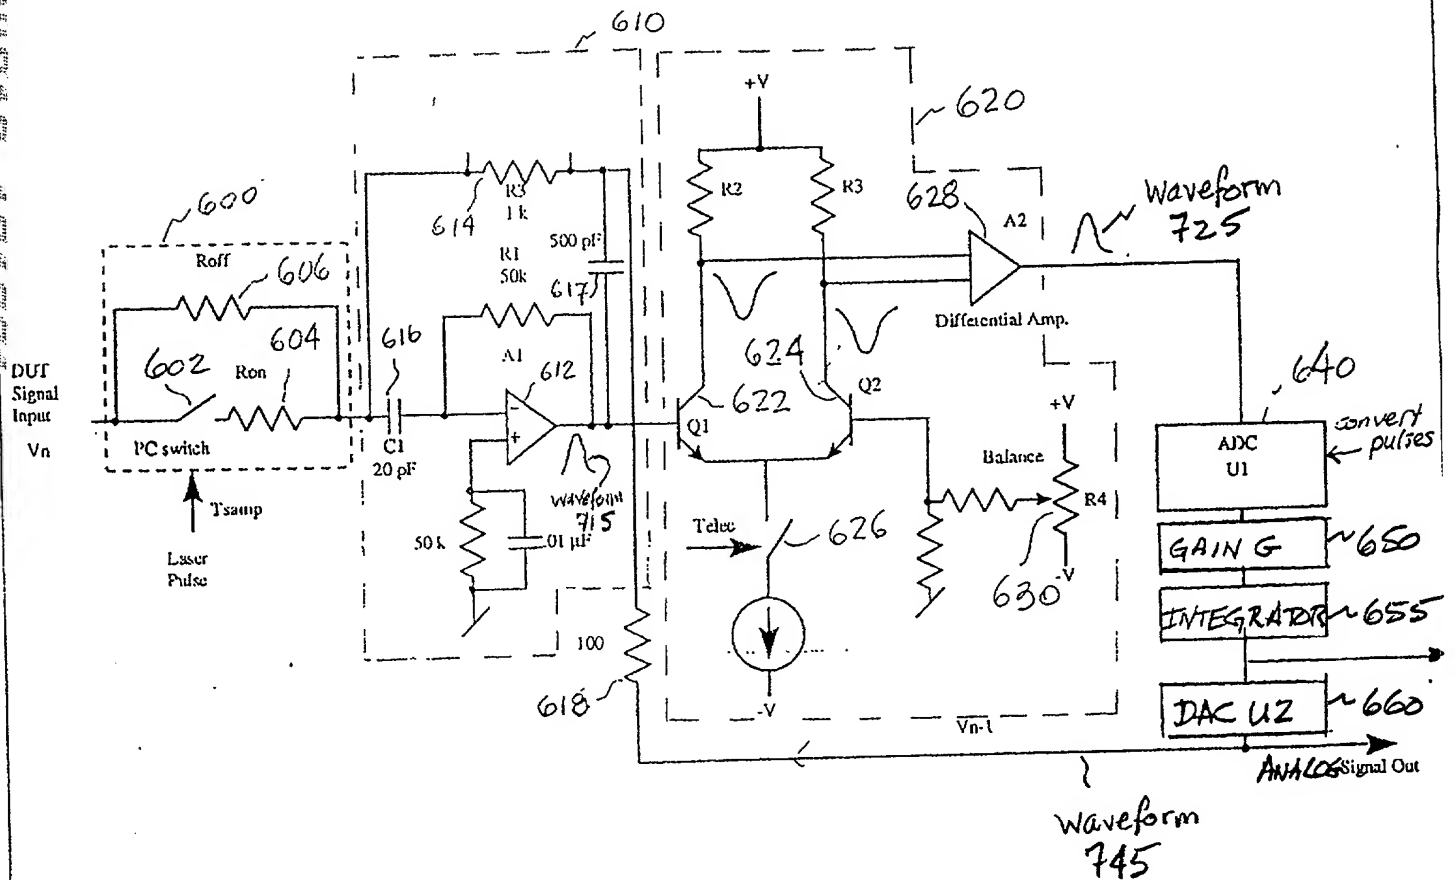 610
620
+V
600
R2
R3
628
A2
Waveform
725
614
R3
1 k
Roff
606
R1
50k
500 pF
617
Differential Amp.
616
602
604
Ron
A1
612
624
622
Q2
640
DUT
Signal
Input
Vn
PC switch
C1
20 pF
Q1
+V
Balance
R4
ADC
U1
convert
pulses
waveform
715
Tsamp
Laser
Pulse
50 k
.01 µF
Telec
626
630
-V
GAIN G
650
INTEGRATOR
655
100
618
-V
Vn-1
DAC U2
660
ANALOG Signal Out
Waveform
745